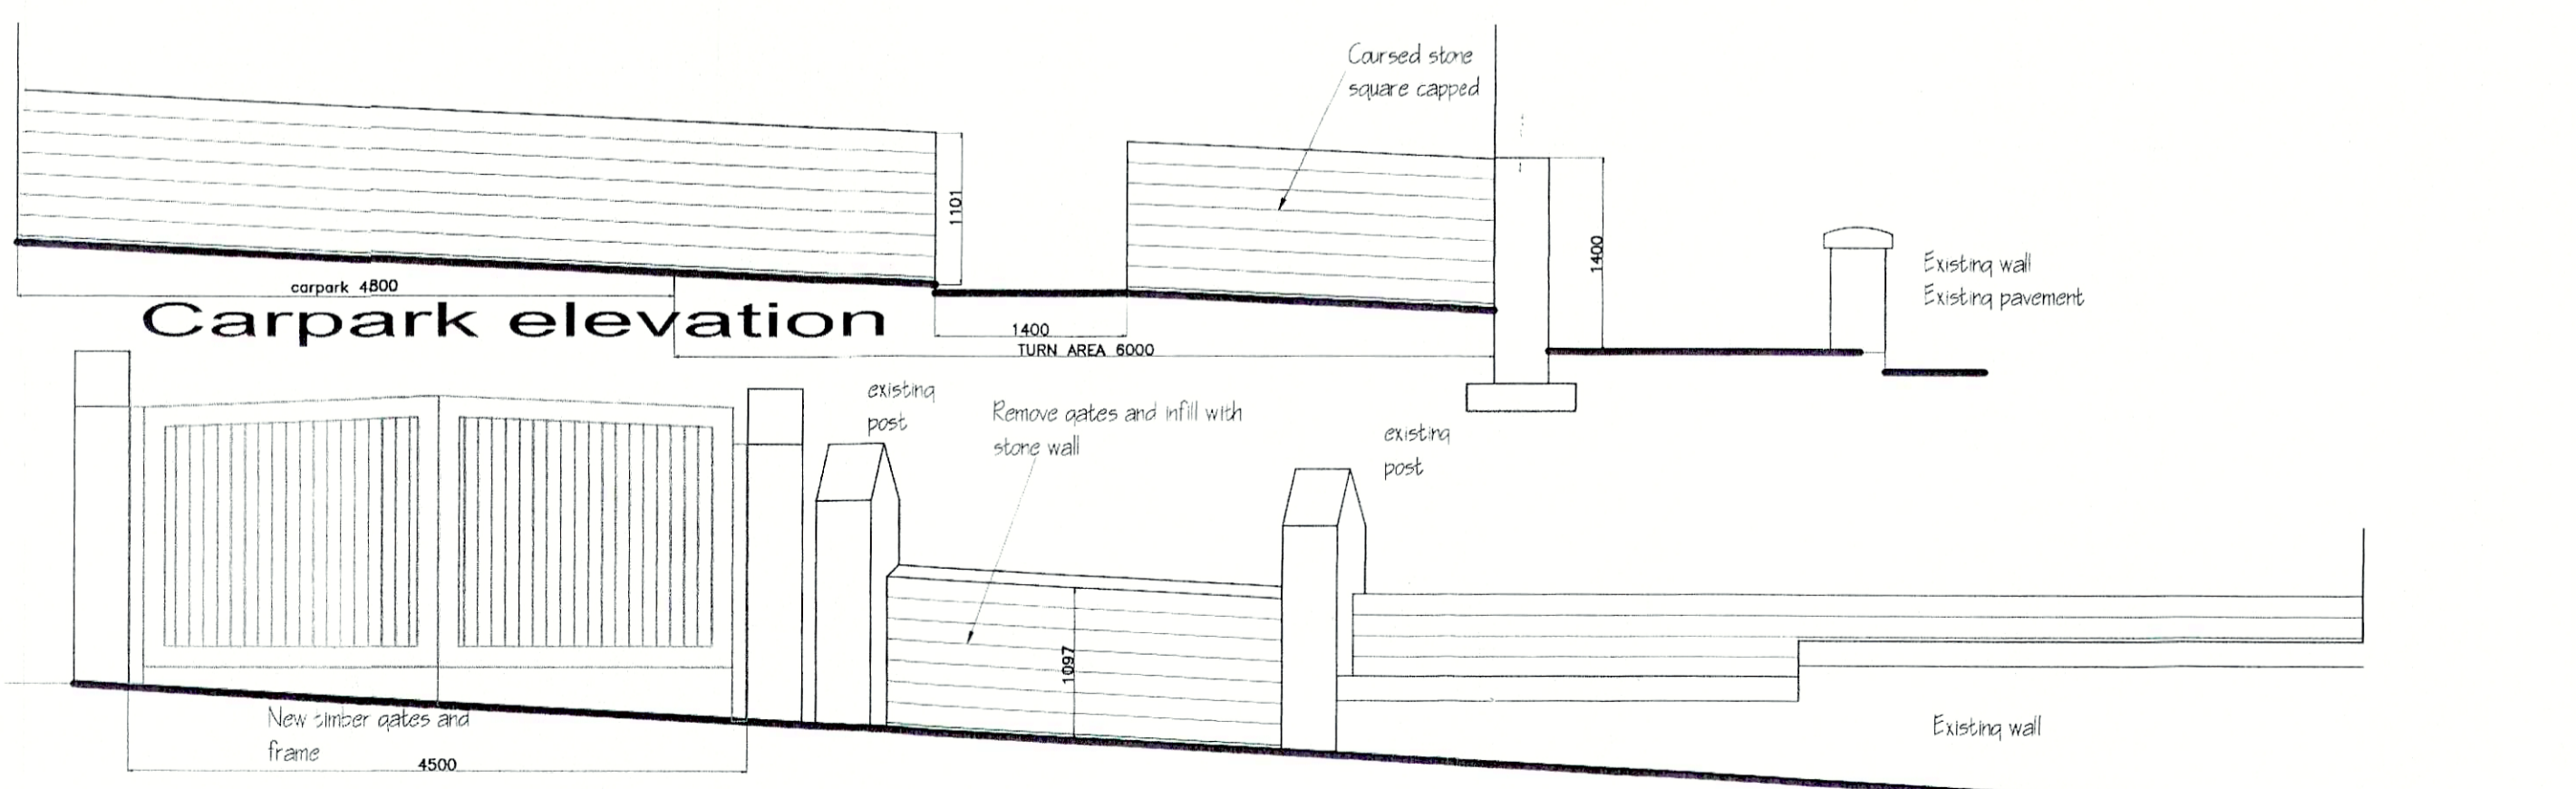 Coursed stone
square capped
1101
1400
Existing wall
Existing pavement
carpark 4800
Carpark elevation
1400
TURN AREA 6000
existing
post
Remove gates and infill with
stone wall
existing
post
1097
New timber gates and
frame
4500
Existing wall